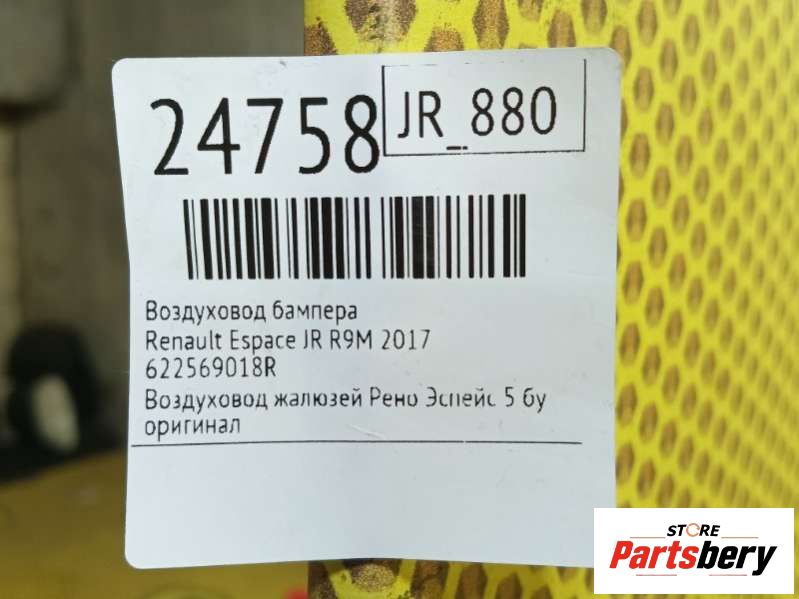 24758
JR_880
Воздуховод бампера
Renault Espace JR R9M 2017
622569018R
Воздуховод жалюзей Рено Эспейс 5 бу
оригинал
STORE
Partsbery